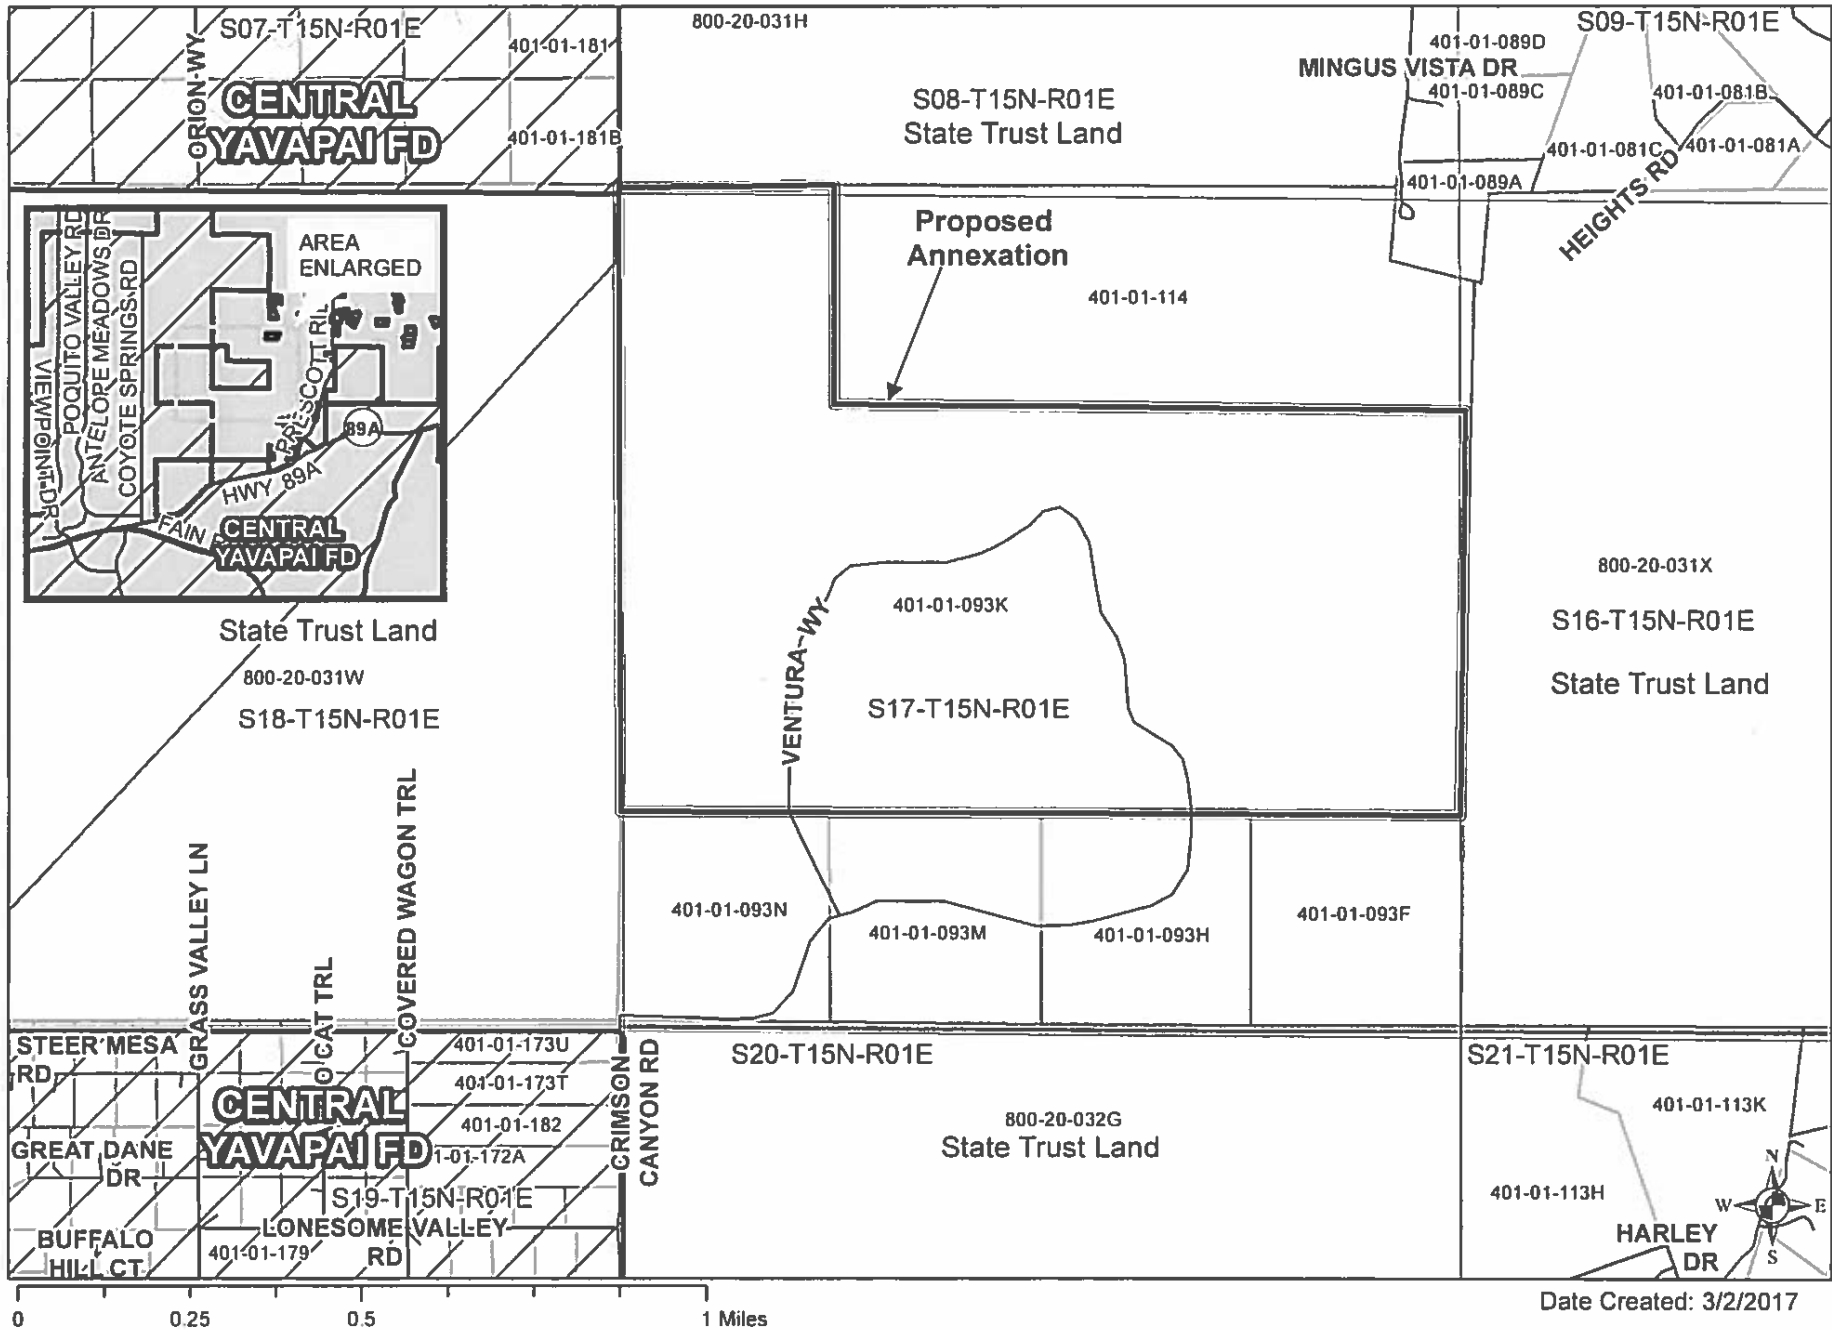 S07-T15N-R01E
800-20-031H
S09-T15N-R01E
ORION WY
401-01-181
401-01-089D
MINGUS VISTA DR
401-01-089C
401-01-081B
CENTRAL
YAVAPAI FD
S08-T15N-R01E
State Trust Land
401-01-181B
401-01-081C
401-01-081A
401-01-089A
HEIGHTS RD
Proposed
Annexation
401-01-114
AREA
ENLARGED
VIEWPOINT DR
POQUITO VALLEY RD
ANTELOPE MEADOWS DR
COYOTE SPRINGS RD
89A
HWY 89A
CENTRAL
YAVAPAI FD
State Trust Land
800-20-031W
S18-T15N-R01E
401-01-093K
VENTURA WY
S17-T15N-R01E
800-20-031X
S16-T15N-R01E
State Trust Land
401-01-093N
401-01-093M
401-01-093H
401-01-093F
GRASS VALLEY LN
COVERED WAGON TRL
STEER MESA
RD
401-01-173U
401-01-173T
401-01-182
CENTRAL
YAVAPAI FD
GREAT DANE
DR
S19-T15N-R01E
LONESOME VALLEY
RD
BUFFALO
HILL CT
401-01-179
CRIMSON
CANYON RD
S20-T15N-R01E
800-20-032G
State Trust Land
S21-T15N-R01E
401-01-113K
401-01-113H
HARLEY
DR
N
W
E
S
0 0.25 0.5 1 Miles
Date Created: 3/2/2017